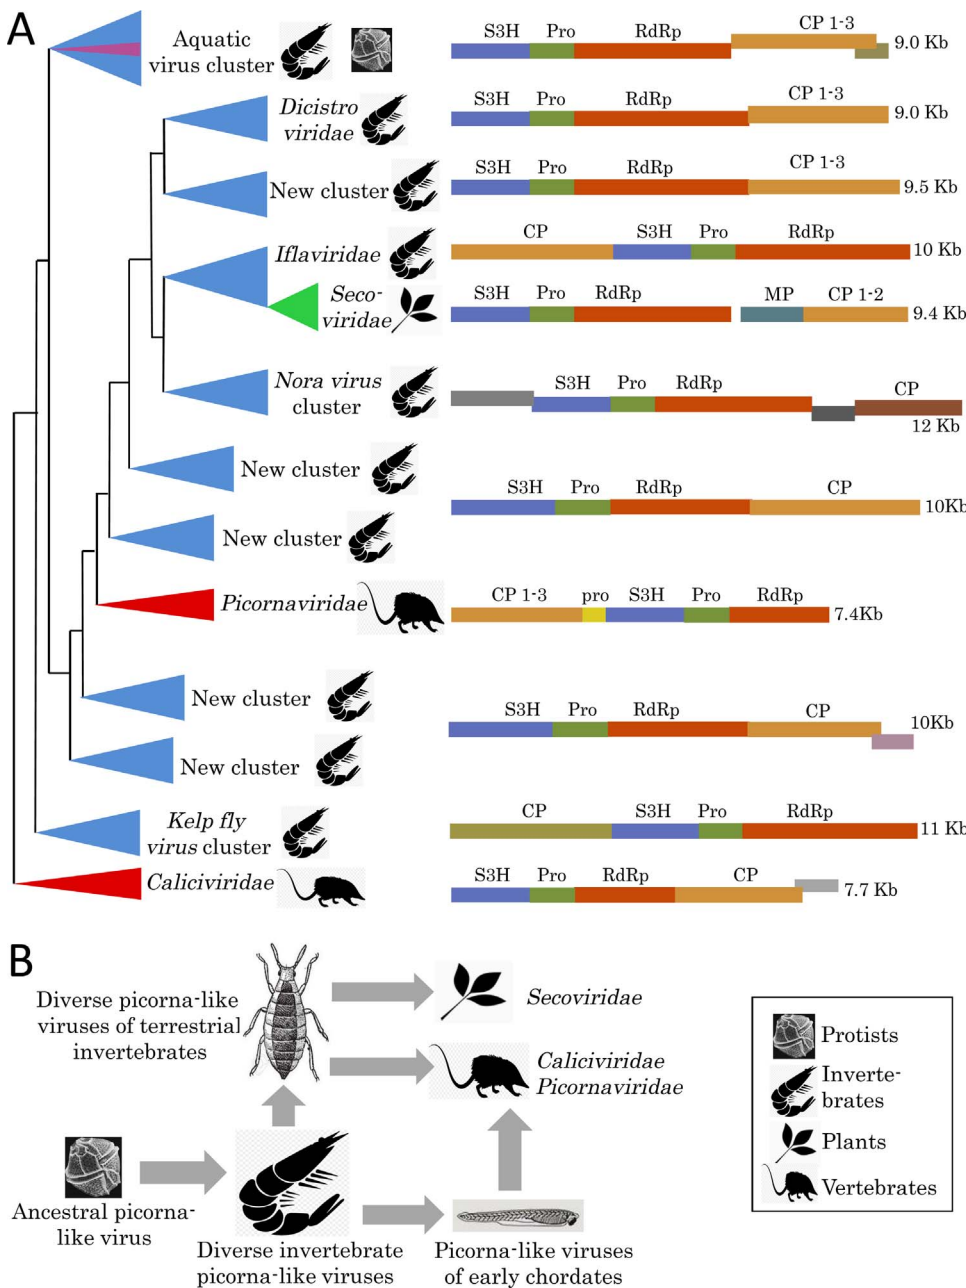 A
Aquatic
virus cluster
S3H Pro RdRp CP 1-3
9.0 Kb
Dicistro
viridae
S3H Pro RdRp CP 1-3
9.0 Kb
New cluster
S3H Pro RdRp CP 1-3
9.5 Kb
Iflaviridae
CP S3H Pro RdRp
10 Kb
Seco-
viridae
S3H Pro RdRp MP CP 1-2
9.4 Kb
Nora virus
cluster
S3H Pro RdRp CP
12 Kb
New cluster
S3H Pro RdRp CP
10Kb
New cluster
Picornaviridae
CP 1-3 pro S3H Pro RdRp
7.4Kb
New cluster
S3H Pro RdRp CP
10Kb
New cluster
Kelp fly
virus cluster
CP S3H Pro RdRp
11 Kb
Caliciviridae
S3H Pro RdRp CP
7.7 Kb
B
Diverse picorna-like
viruses of terrestrial
invertebrates
Secoviridae
Caliciviridae
Picornaviridae
Ancestral picorna-
like virus
Diverse invertebrate
picorna-like viruses
Picorna-like viruses
of early chordates
Protists
Inverte-
brates
Plants
Vertebrates